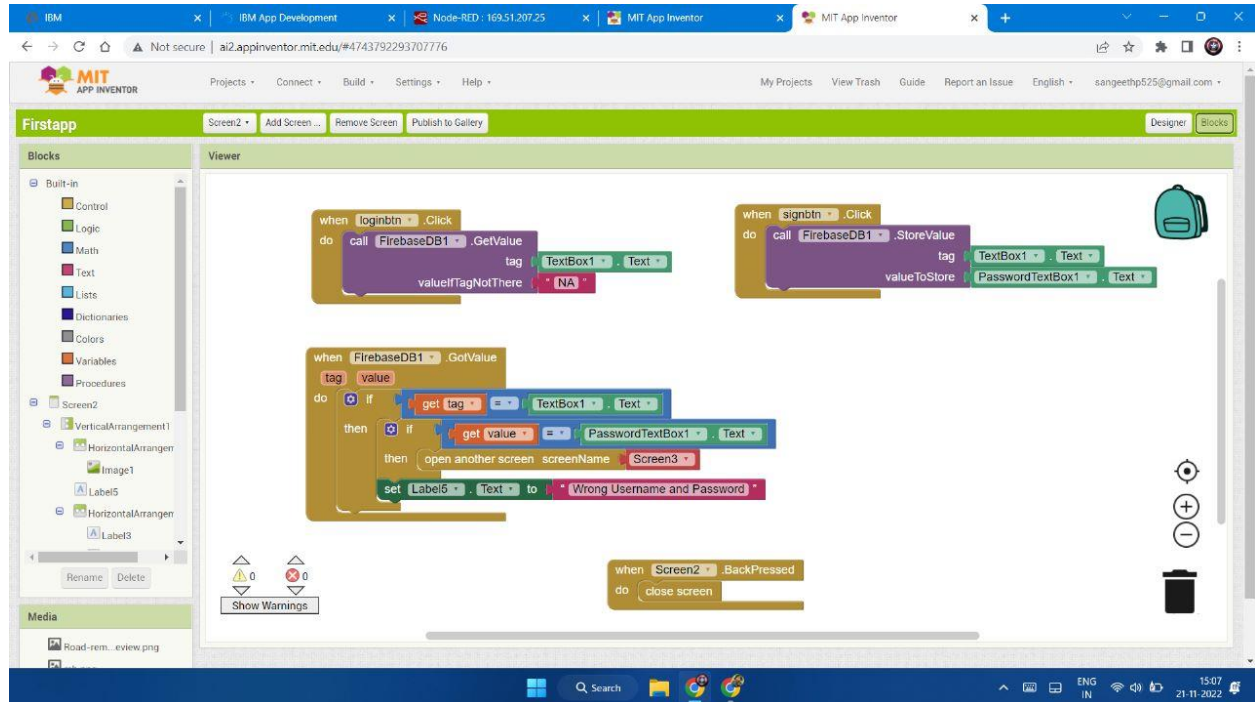 IBM
IBM App Development
Node-RED : 169.51.207.25
MIT App Inventor
MIT App Inventor
Not secure | ai2.appinventor.mit.edu/#4743792293707776
MIT
APP INVENTOR
Projects Connect Build Settings Help
My Projects View Trash Guide Report an Issue English sangeethp525@gmail.com
Firstapp
Screen2 Add Screen ... Remove Screen Publish to Gallery
Designer Blocks
Blocks
Viewer
Built-in
Control
Logic
Math
Text
Lists
Dictionaries
Colors
Variables
Procedures
Screen2
VerticalArrangement1
HorizontalArrangem
Image1
Label5
HorizontalArrangem
Label3
Rename Delete
Media
Road-rem...eview.png
when loginbtn .Click
do call FirebaseDB1 .GetValue
tag TextBox1 . Text
valueIfTagNotThere " NA "
when signbtn .Click
do call FirebaseDB1 .StoreValue
tag TextBox1 . Text
valueToStore PasswordTextBox1 . Text
when FirebaseDB1 .GotValue
tag value
do if get tag = TextBox1 . Text
then if get value = PasswordTextBox1 . Text
then open another screen screenName Screen3
set Label5 . Text to " Wrong Username and Password "
when Screen2 .BackPressed
do close screen
0 0
Show Warnings
Search
ENG
IN
15:07
21-11-2022